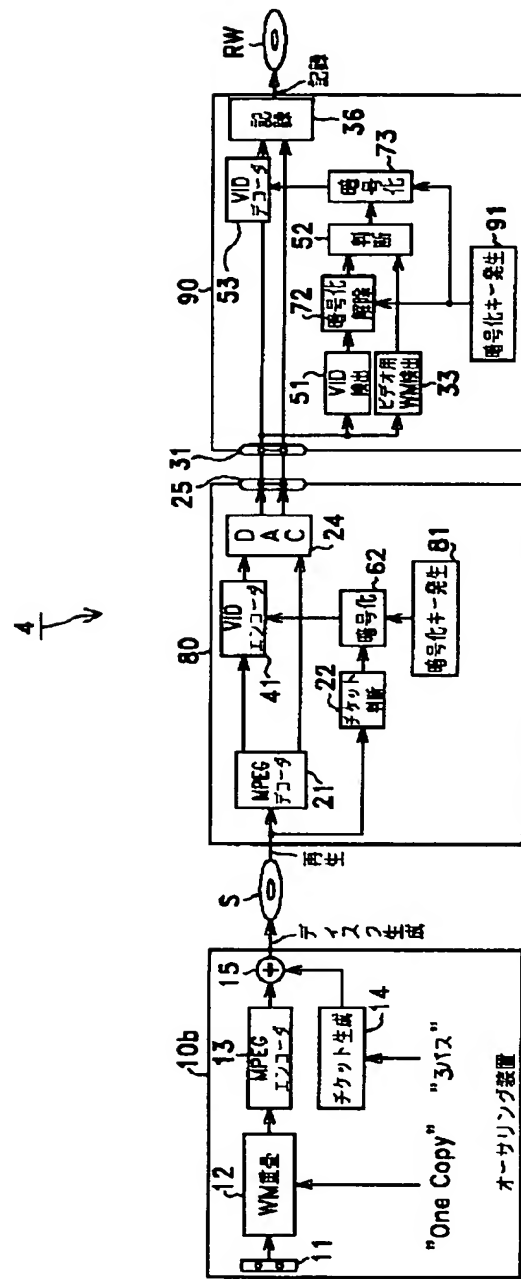 4
10b
11
12
WM重畳
"One Copy"
13
MPEG
エンコーダ
15
14
チケット生成
"3パス"
オーサリング装置
ディスク生成
S
再生
80
MPEG
デコーダ
21
VID
エンコーダ
41
22
チケット
判断
暗号化
62
暗号化キー発生
81
D
A
C
24
25
31
90
VID
デコーダ
53
記録
36
記録
RW
51
VID
検出
72
暗号化
解除
52
判断
暗号化
73
ビデオ用
WM検出
33
暗号化キー発生
91